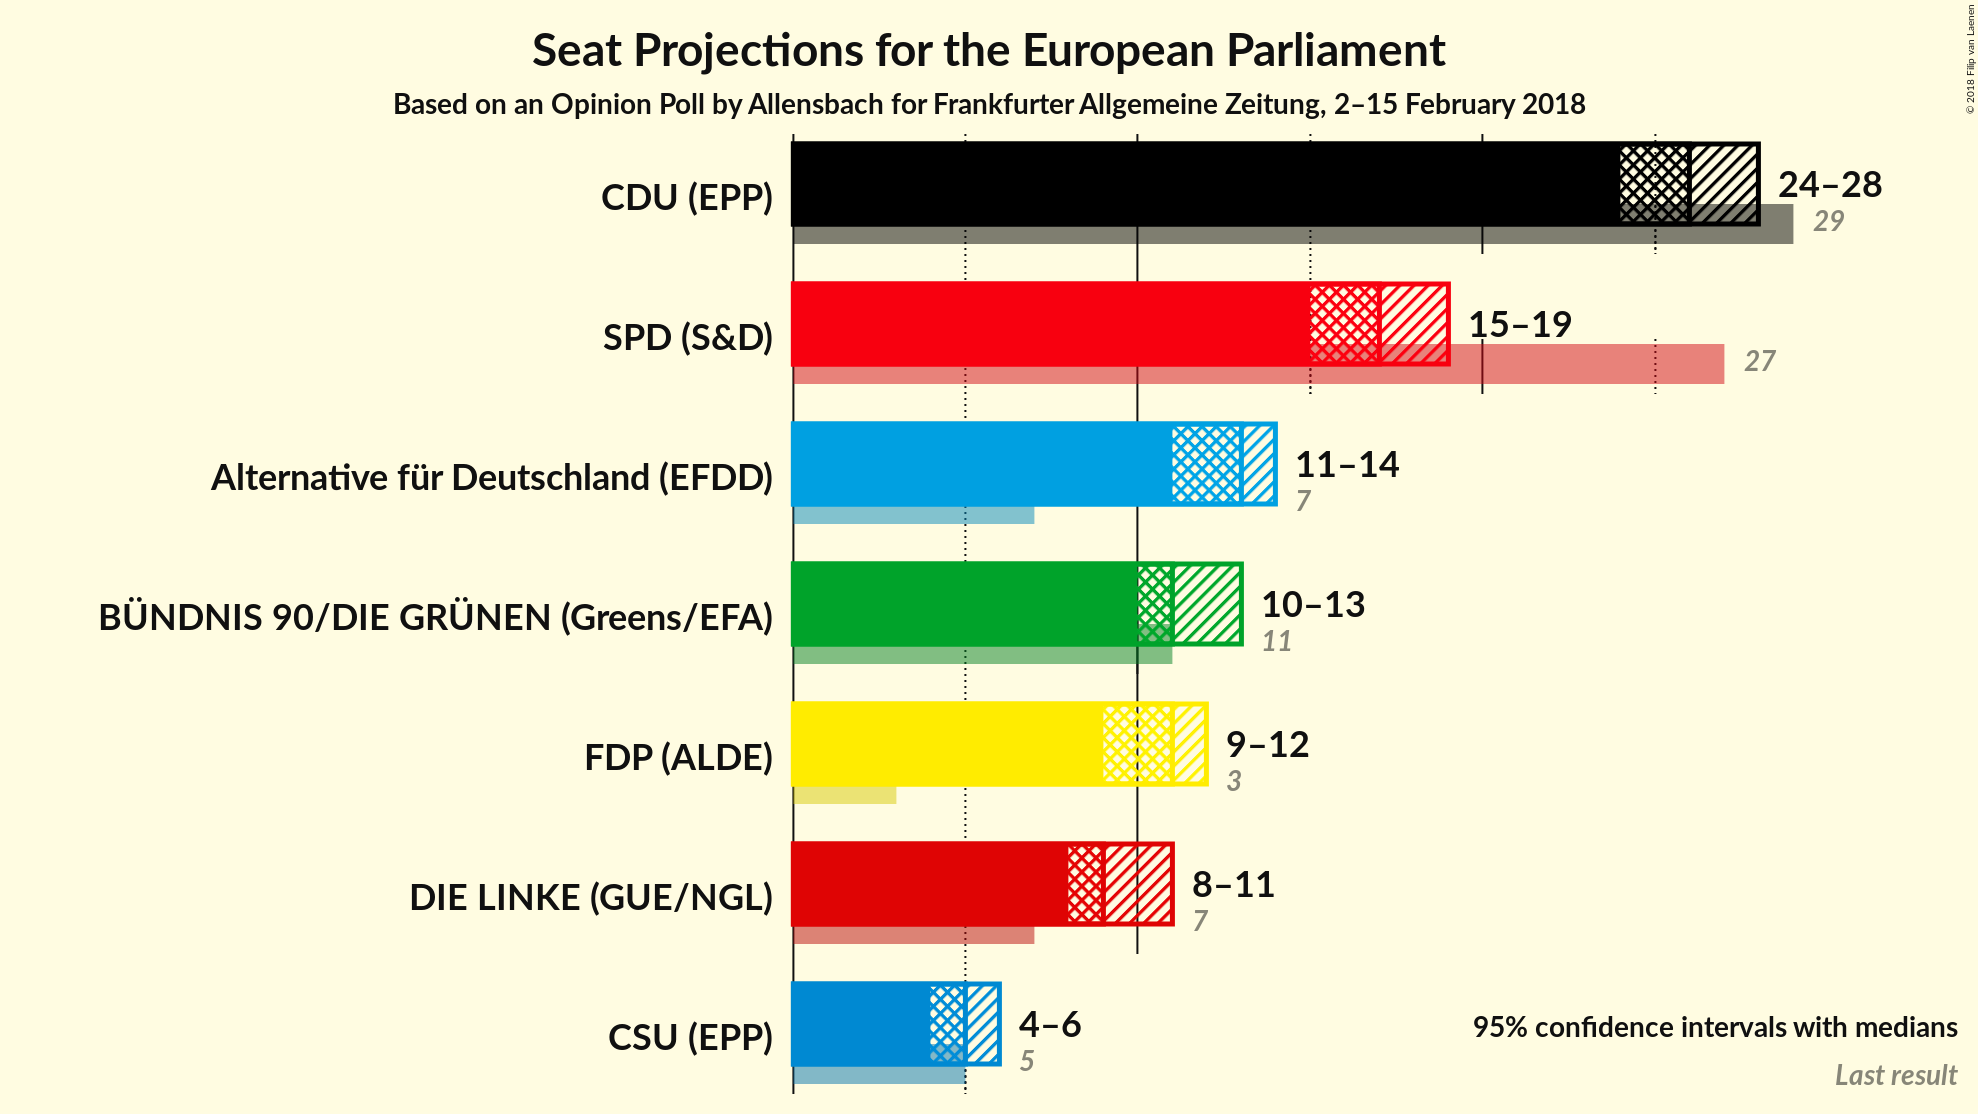 Seat Projections for the European Parliament
Based on an Opinion Poll by Allensbach for Frankfurter Allgemeine Zeitung, 2–15 February 2018
© 2018 Filip van Laenen
CDU (EPP)
24–28
29
SPD (S&D)
15–19
27
Alternative für Deutschland (EFDD)
11–14
7
BÜNDNIS 90/DIE GRÜNEN (Greens/EFA)
10–13
11
FDP (ALDE)
9–12
3
DIE LINKE (GUE/NGL)
8–11
7
CSU (EPP)
4–6
5
95% confidence intervals with medians
Last result